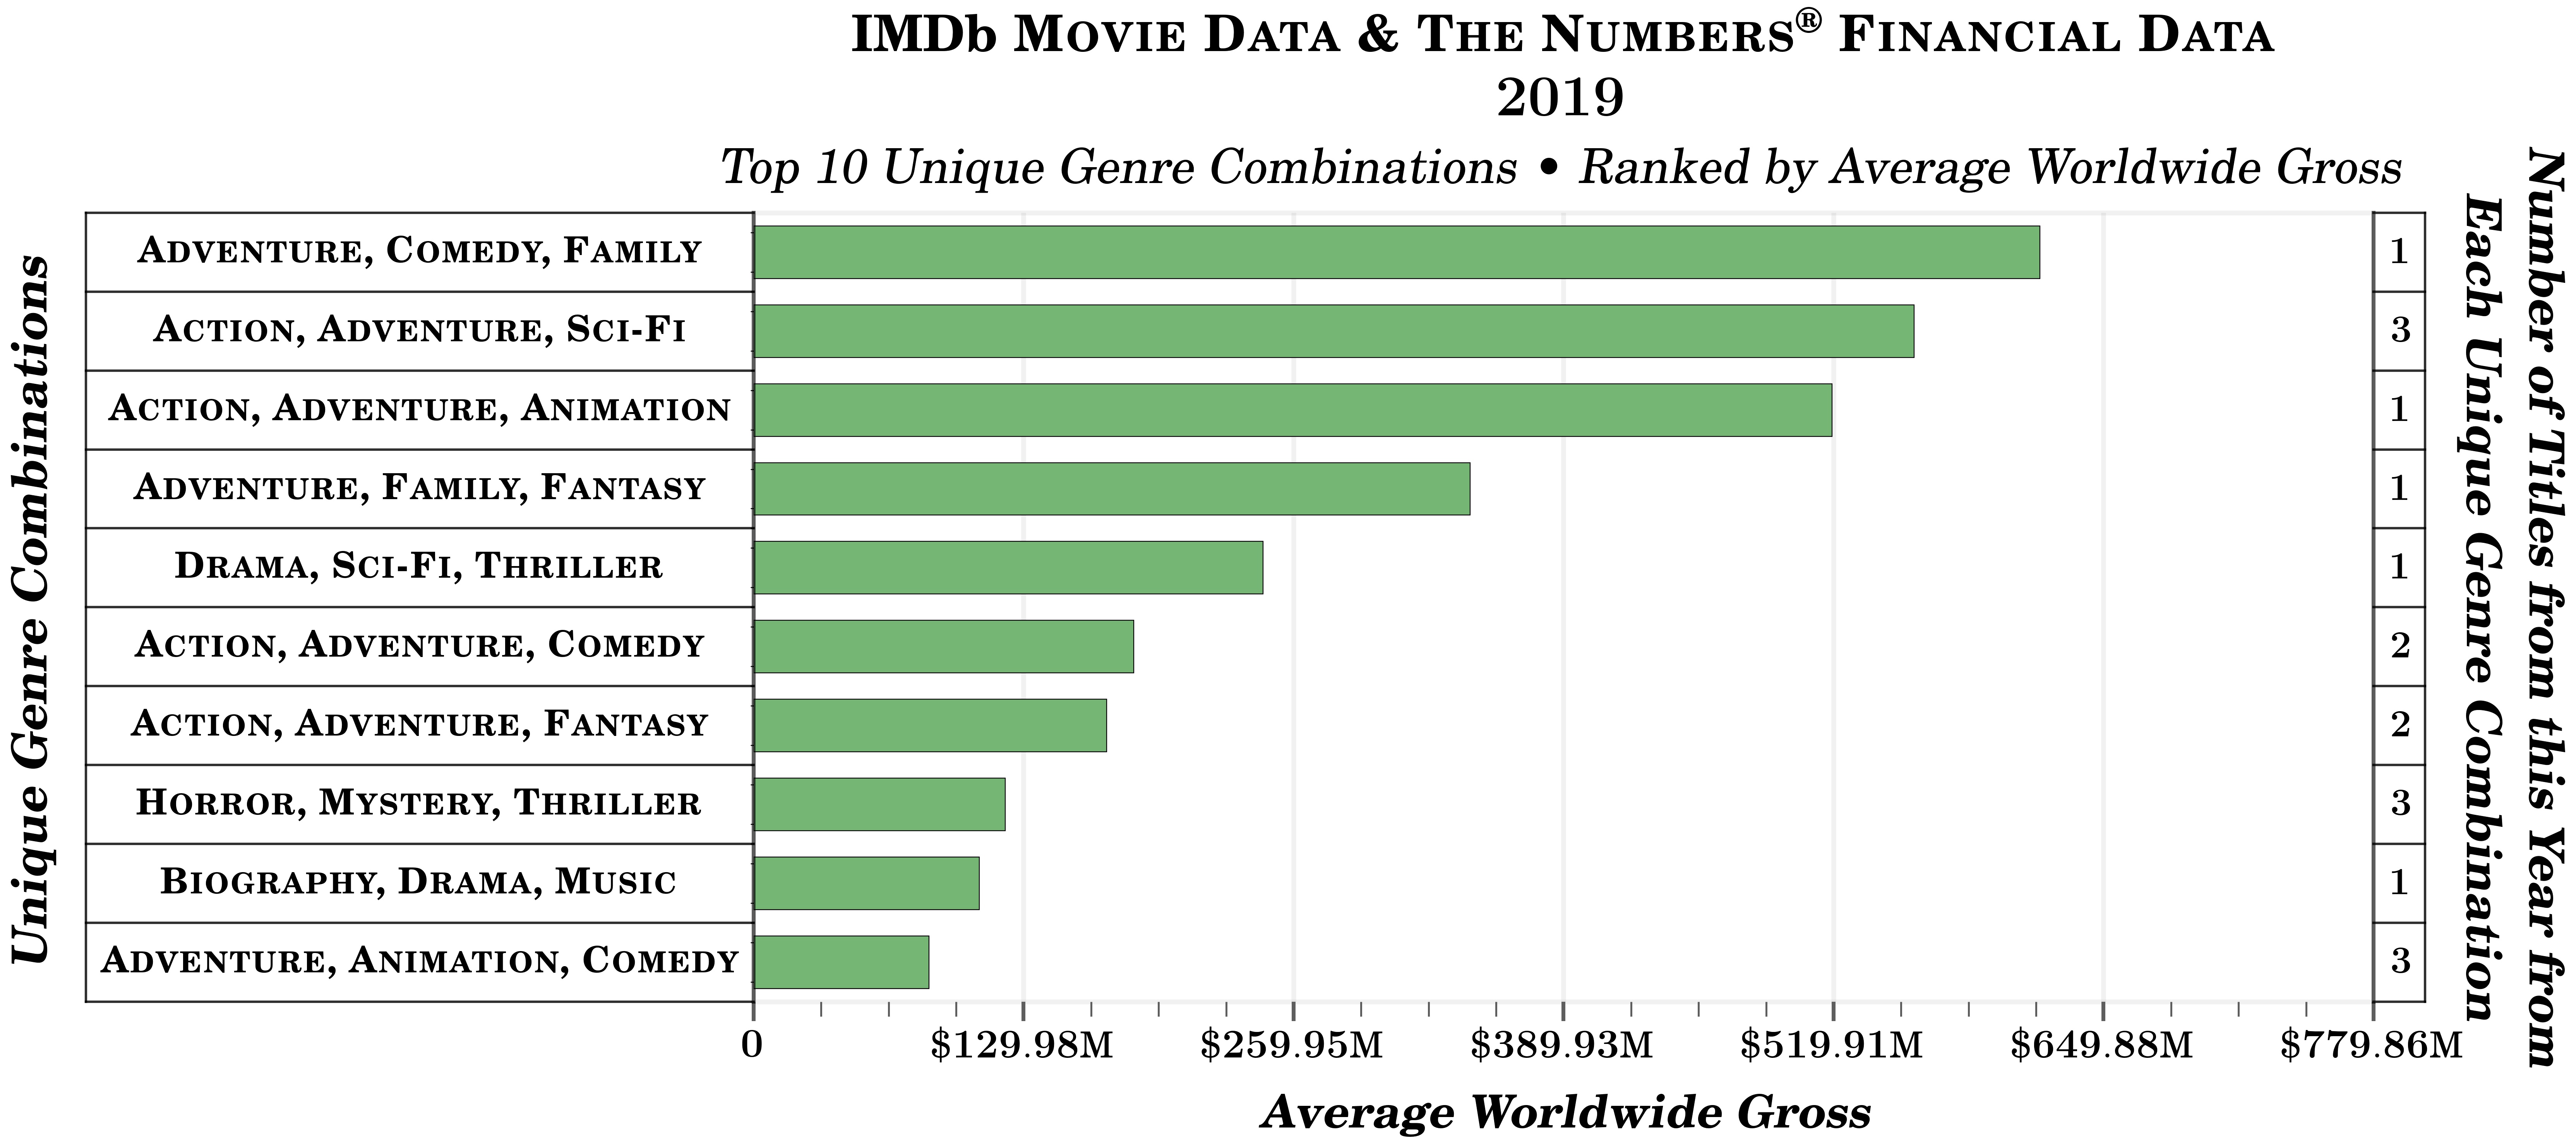 IMDb Movie Data & The Numbers® Financial Data
2019
Top 10 Unique Genre Combinations • Ranked by Average Worldwide Gross
Unique Genre Combinations
Adventure, Comedy, Family 1
Action, Adventure, Sci-Fi 3
Action, Adventure, Animation 1
Adventure, Family, Fantasy 1
Drama, Sci-Fi, Thriller 1
Action, Adventure, Comedy 2
Action, Adventure, Fantasy 2
Horror, Mystery, Thriller 3
Biography, Drama, Music 1
Adventure, Animation, Comedy 3
Number of Titles from this Year from
Each Unique Genre Combination
0 $129.98M $259.95M $389.93M $519.91M $649.88M $779.86M
Average Worldwide Gross